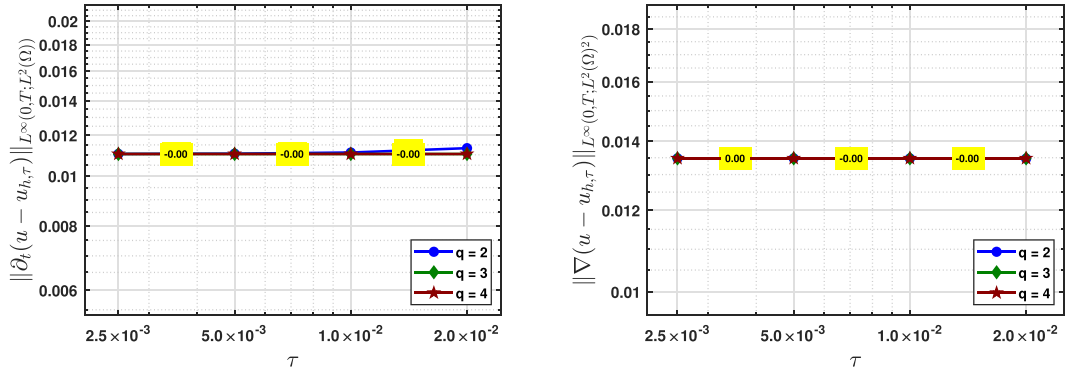 ‖∂ₜ(u − u_{h,τ})‖_{L^∞(0,T;L²(Ω))}
0.02
0.018
0.016
0.014
0.012
0.01
0.008
0.006
-0.00
-0.00
-0.00
q = 2
q = 3
q = 4
2.5×10⁻³
5.0×10⁻³
1.0×10⁻²
2.0×10⁻²
τ
‖∇(u − u_{h,τ})‖_{L^∞(0,T;L²(Ω)²)}
0.018
0.016
0.014
0.012
0.01
0.00
-0.00
-0.00
q = 2
q = 3
q = 4
2.5×10⁻³
5.0×10⁻³
1.0×10⁻²
2.0×10⁻²
τ